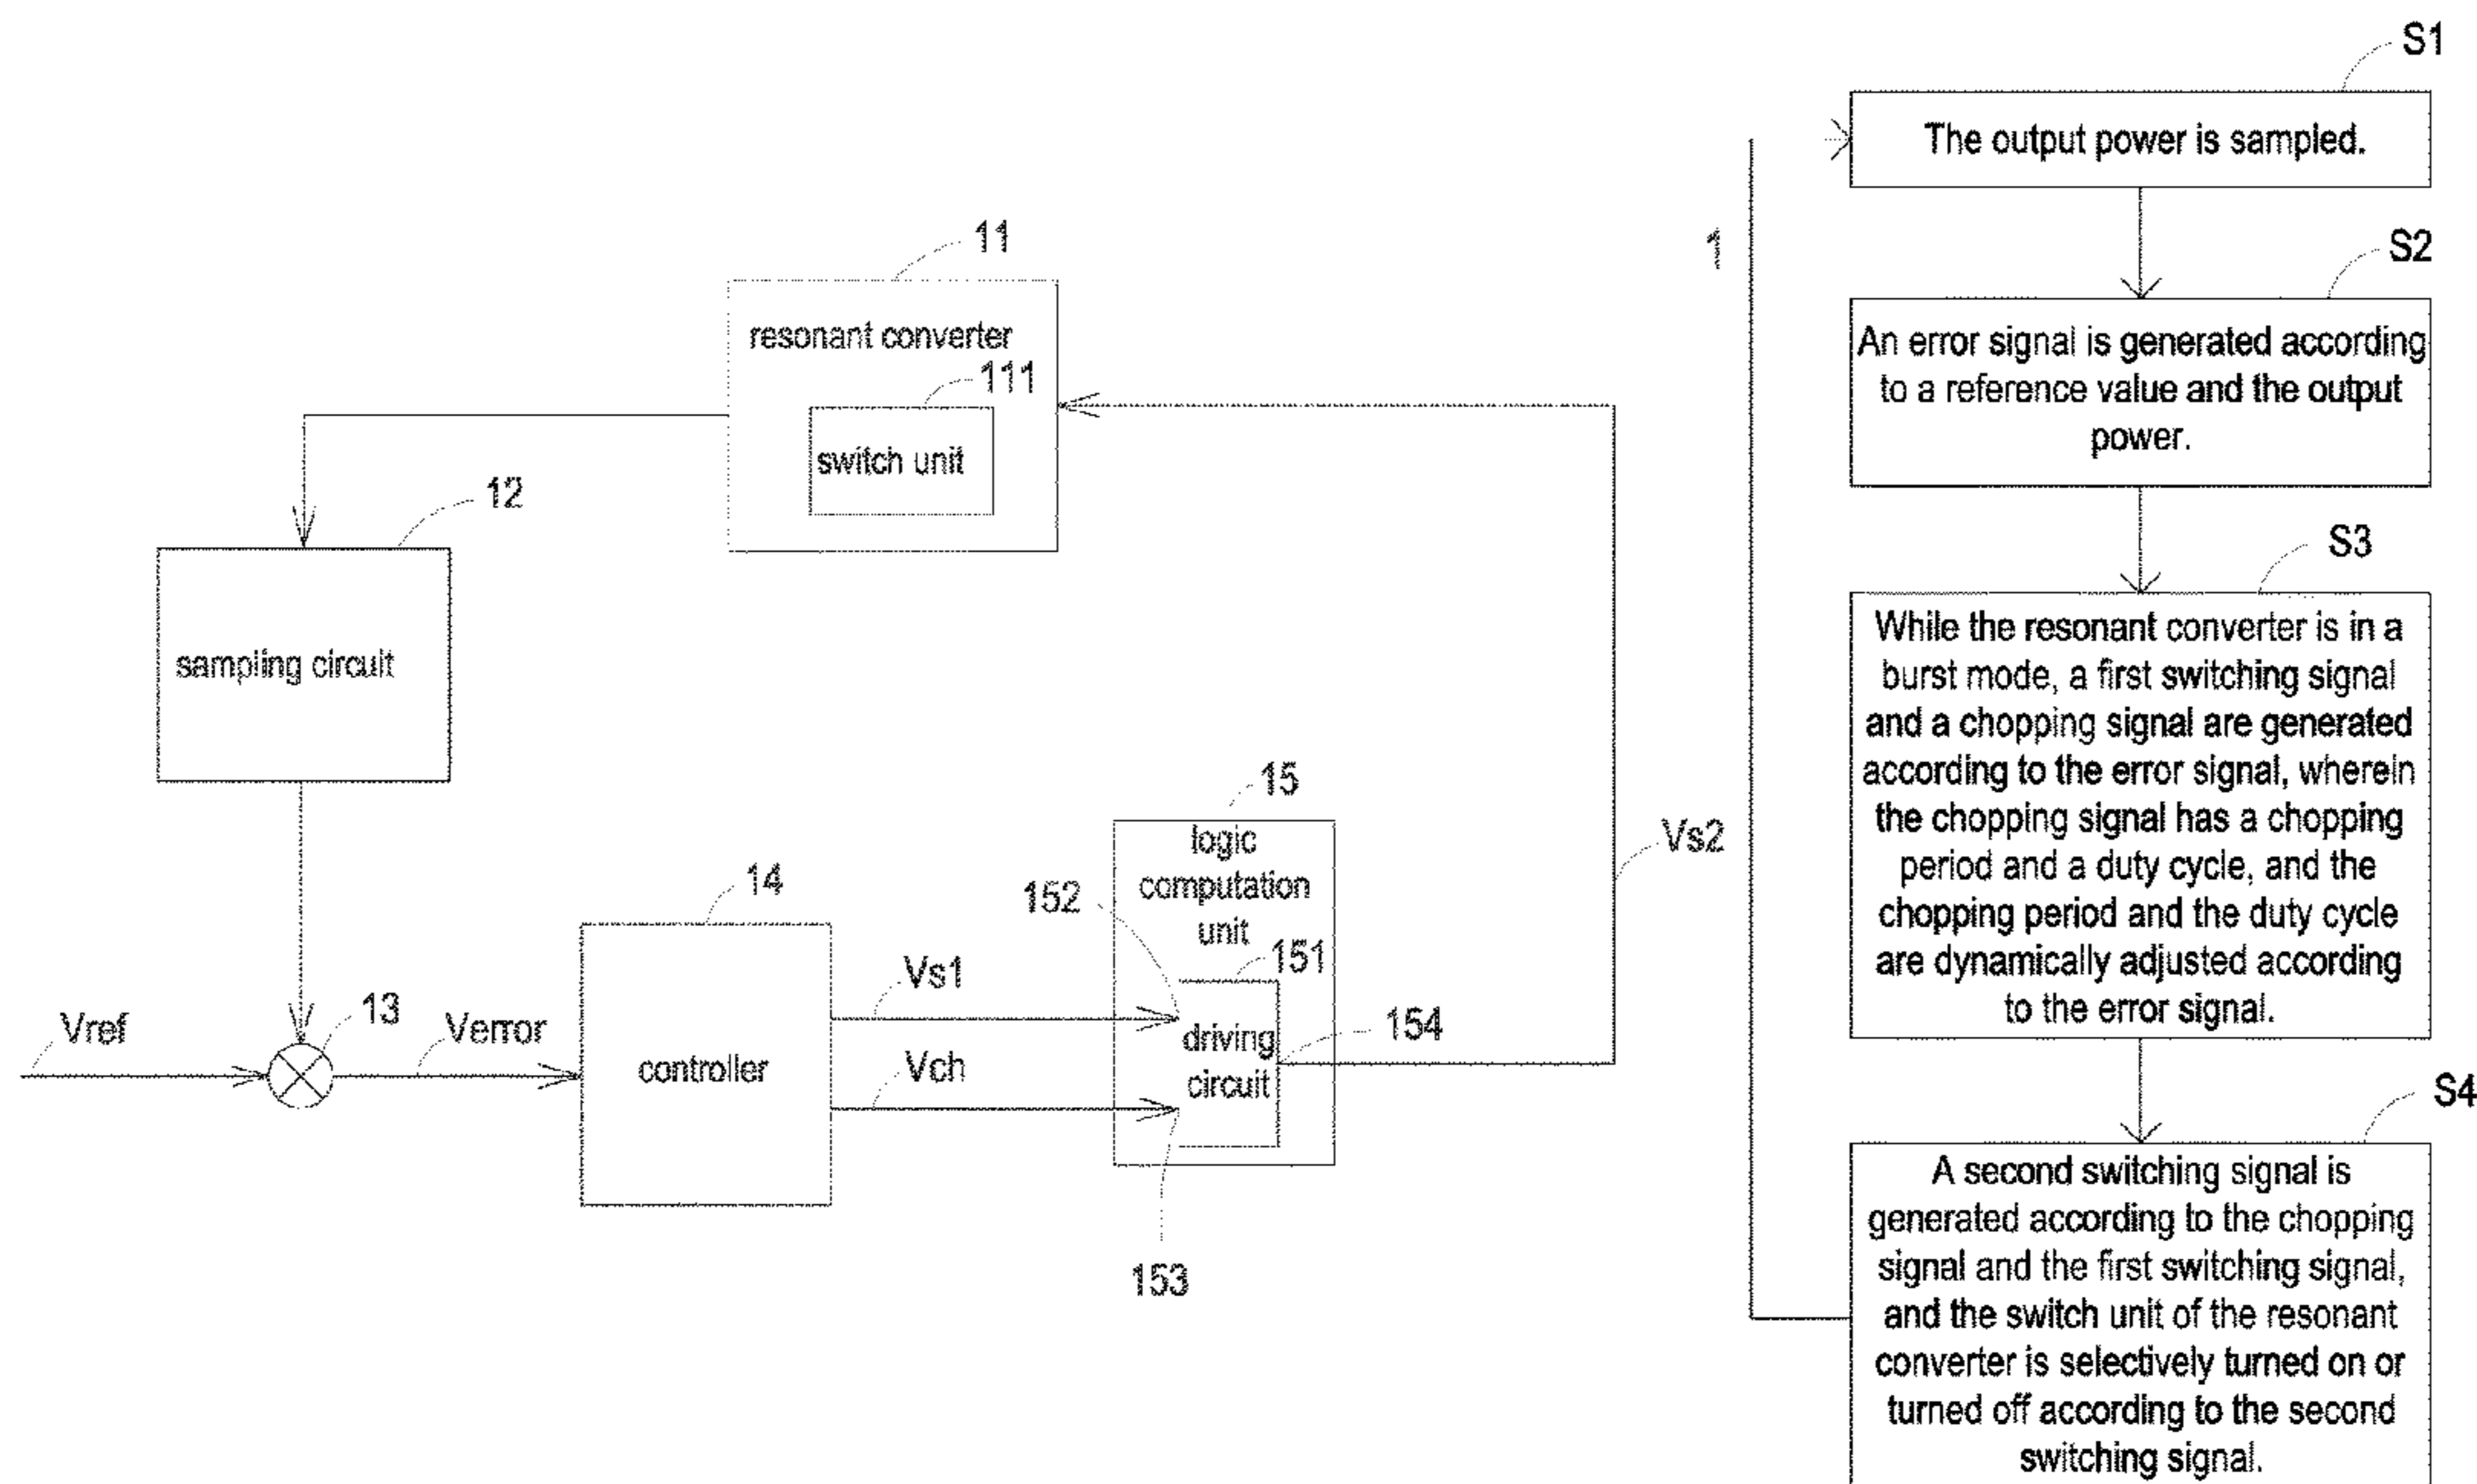 11
resonant converter
111
switch unit
12
sampling circuit
Vref
13
Verror
14
controller
Vs1
Vch
15
logic
computation
unit
152
151
driving
circuit
153
154
Vs2
1
S1
The output power is sampled.
S2
An error signal is generated according
to a reference value and the output
power.
S3
While the resonant converter is in a
burst mode, a first switching signal
and a chopping signal are generated
according to the error signal, wherein
the chopping signal has a chopping
period and a duty cycle, and the
chopping period and the duty cycle
are dynamically adjusted according
to the error signal.
S4
A second switching signal is
generated according to the chopping
signal and the first switching signal,
and the switch unit of the resonant
converter is selectively turned on or
turned off according to the second
switching signal.